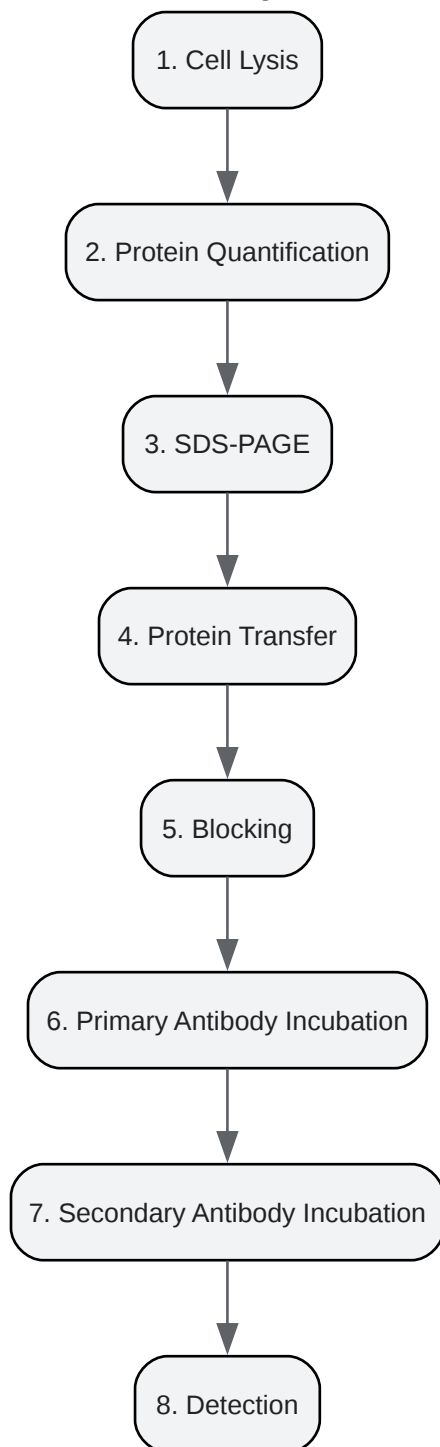 1. Cell Lysis
2. Protein Quantification
3. SDS-PAGE
4. Protein Transfer
5. Blocking
6. Primary Antibody Incubation
7. Secondary Antibody Incubation
8. Detection